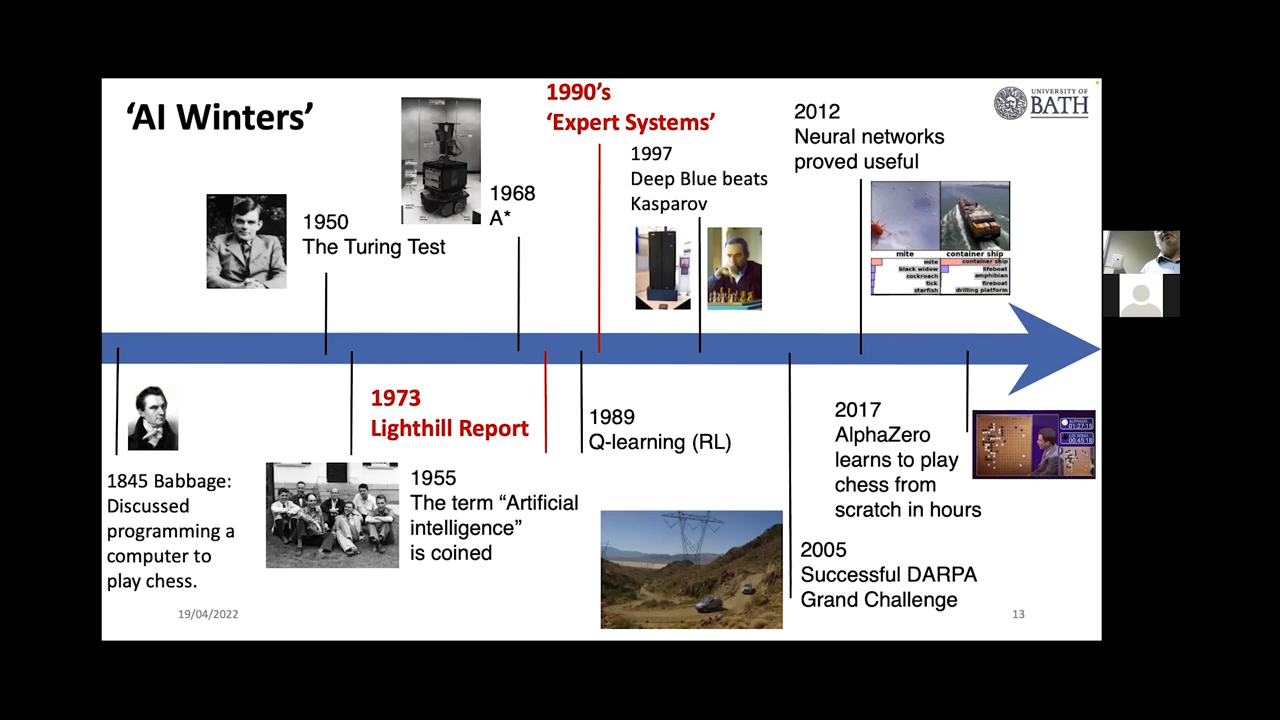 ‘AI Winters’
1990’s
‘Expert Systems’
UNIVERSITY OF
BATH
2012
Neural networks
proved useful
1997
Deep Blue beats
Kasparov
1968
A*
1950
The Turing Test
mite
container ship
mite
black widow
cockroach
tick
starfish
container ship
lifeboat
amphibian
fireboat
drilling platform
1973
Lighthill Report
1989
Q-learning (RL)
2017
AlphaZero
learns to play
chess from
scratch in hours
1845 Babbage:
Discussed
programming a
computer to
play chess.
1955
The term “Artificial
intelligence”
is coined
2005
Successful DARPA
Grand Challenge
19/04/2022
13